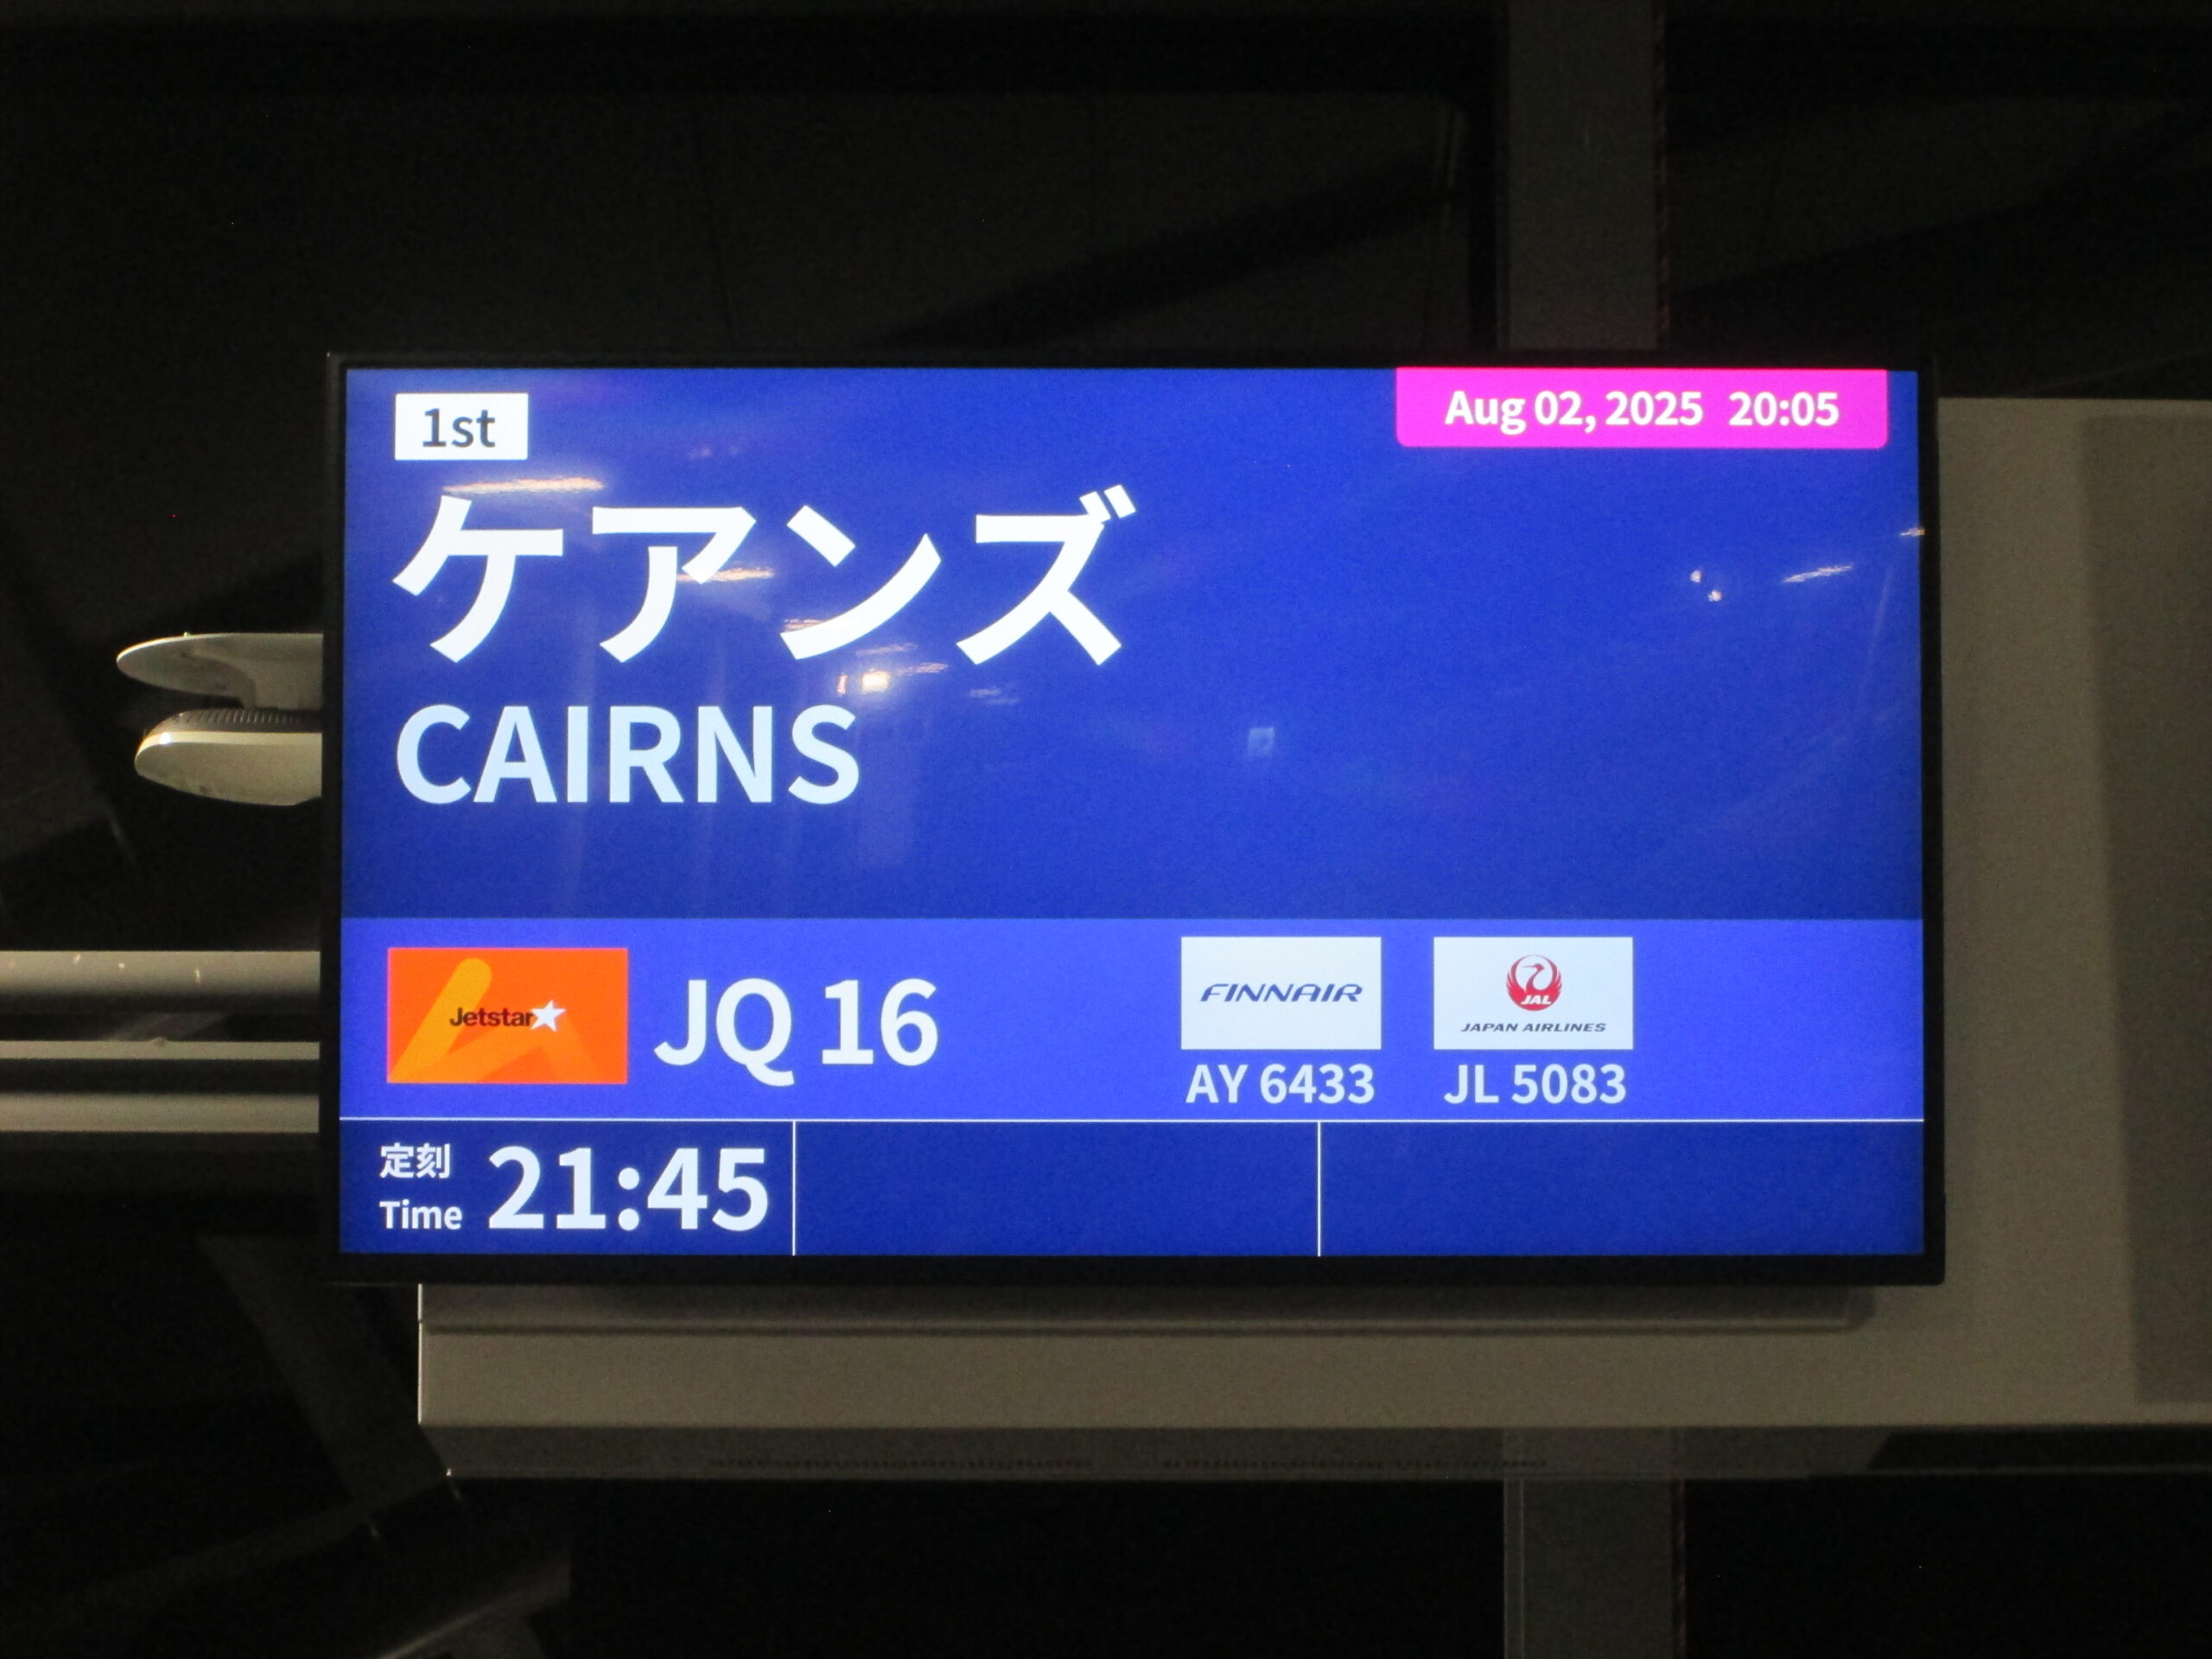 1st
Aug 02, 2025 20:05
ケアンズ
CAIRNS
Jetstar
JQ 16
FINNAIR
AY 6433
JAL
JAPAN AIRLINES
JL 5083
定刻
Time
21:45